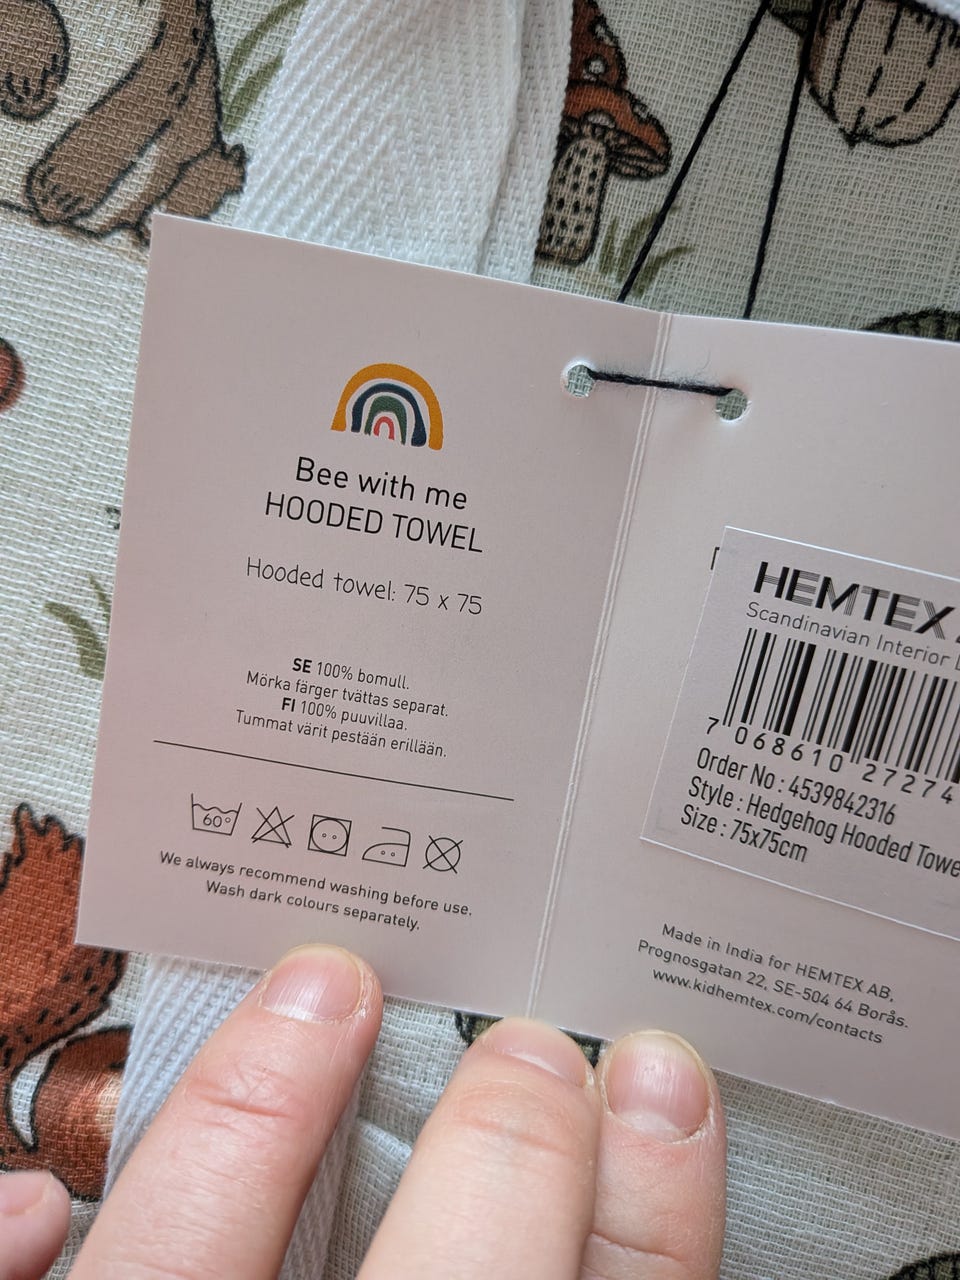 Bee with me
HOODED TOWEL
Hooded towel: 75 x 75
SE 100% bomull.
Mörka färger tvättas separat.
FI 100% puuvillaa.
Tummat värit pestään erillään.
60°
We always recommend washing before use.
Wash dark colours separately.
HEMTEX
Scandinavian Interior
7 068610 27274
Order No : 4539842316
Style : Hedgehog Hooded
Size : 75x75cm
Made in India for HEMTEX AB,
Prognosgatan 22, SE-504 64 Borås.
www.kidhemtex.com/contacts